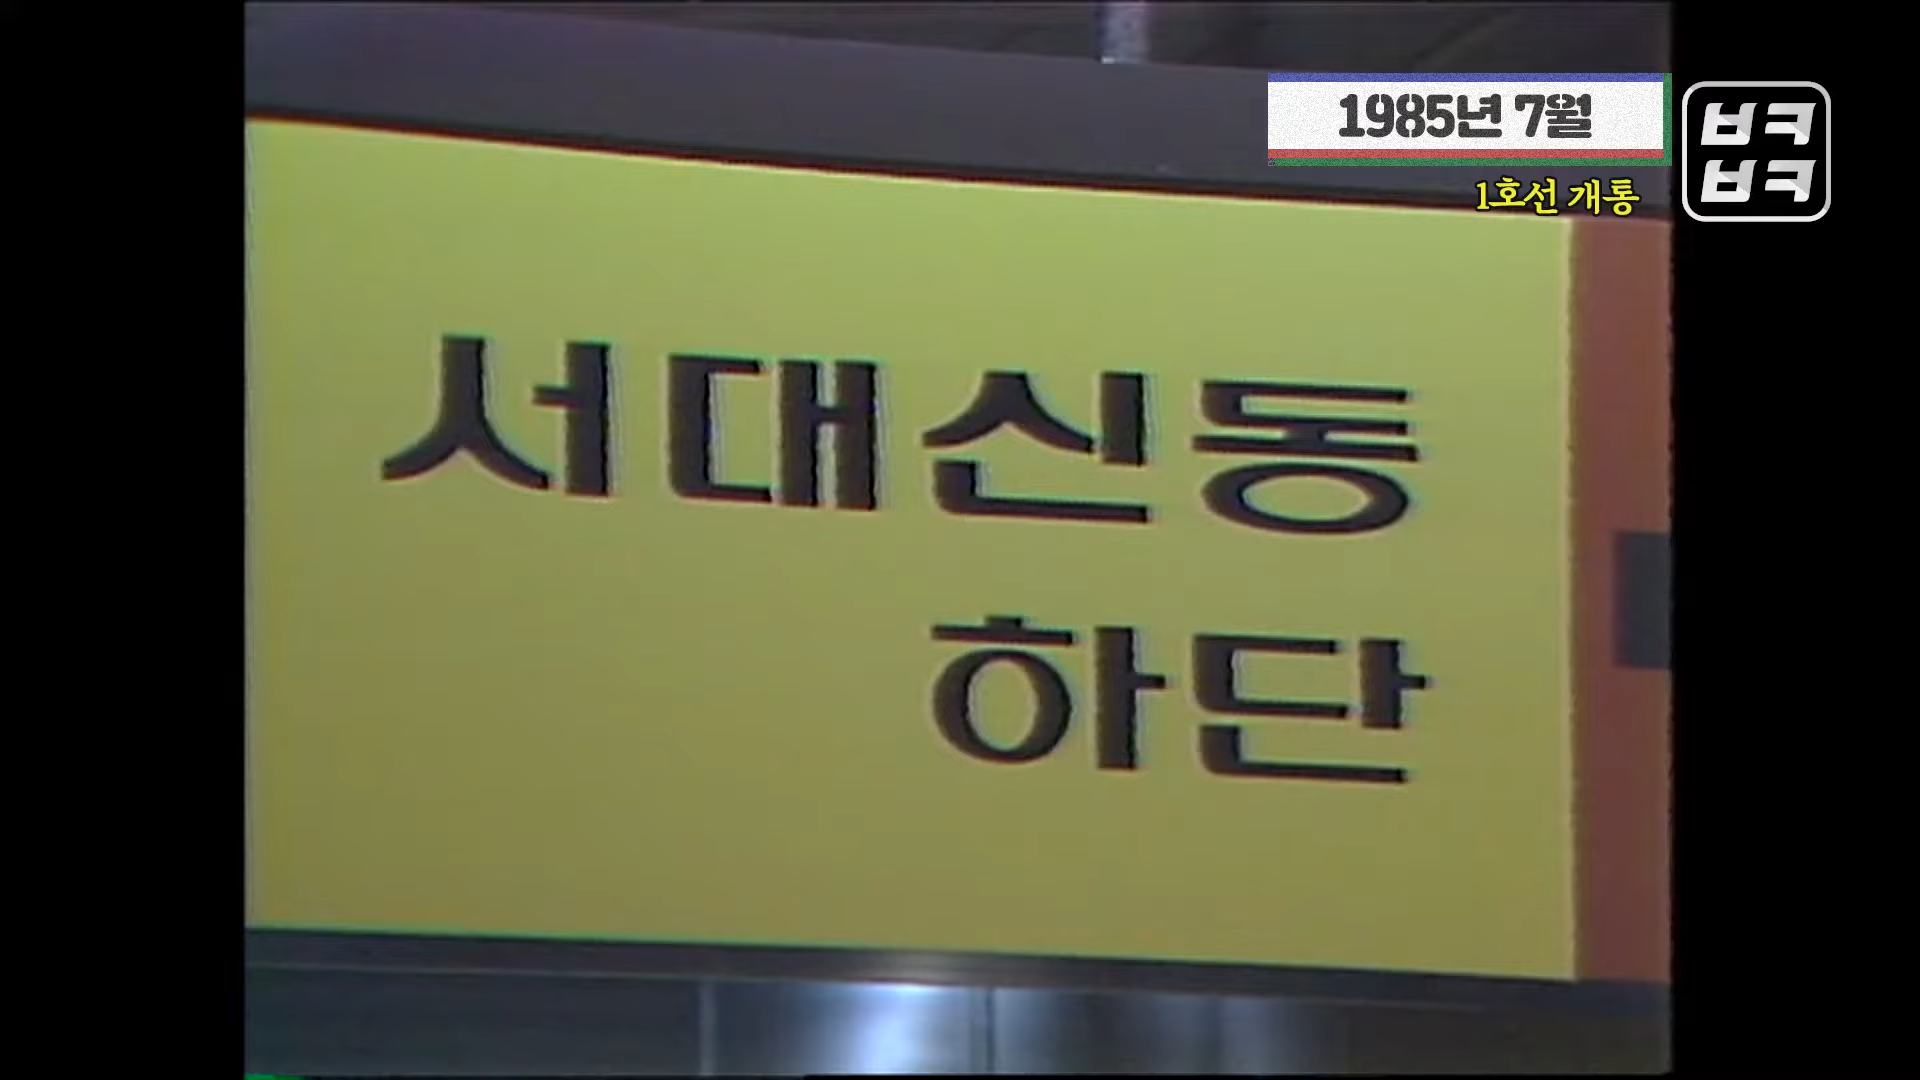 1985년 7월
1호선 개통
ㅂㅋ
ㅂㅋ
서대신동
하단